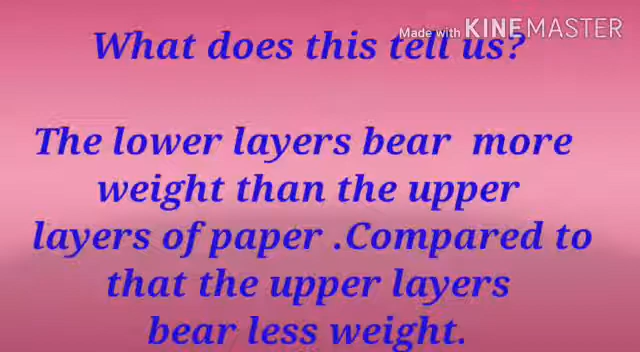 What does this tell us?
Made with KINEMASTER
The lower layers bear more
weight than the upper
layers of paper .Compared to
that the upper layers
bear less weight.